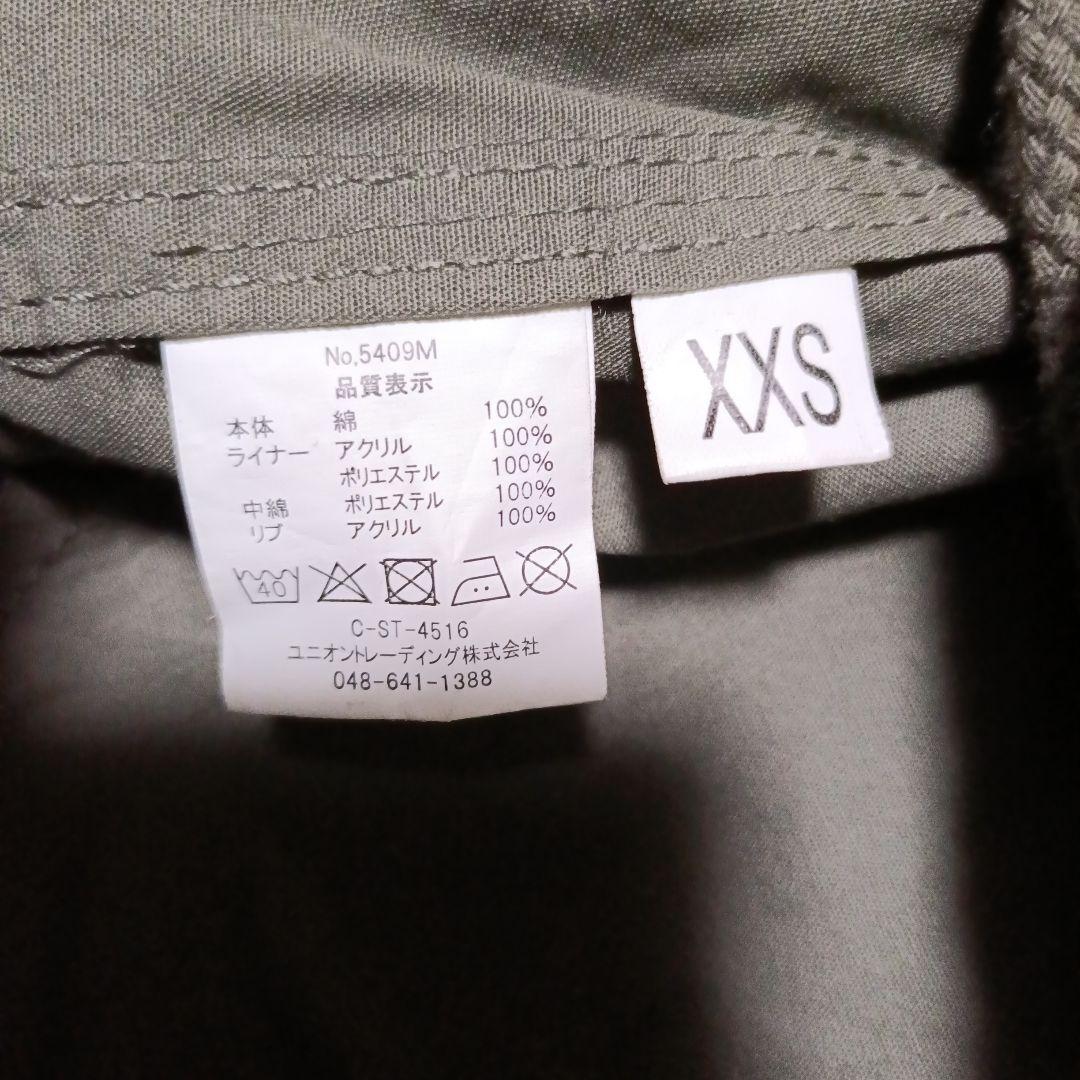 No,5409M
品質表示
本体 綿 100%
ライナー アクリル 100%
ポリエステル 100%
中綿 ポリエステル 100%
リブ アクリル 100%
40
C-ST-4516
ユニオントレーディング株式会社
048-641-1388
XXS